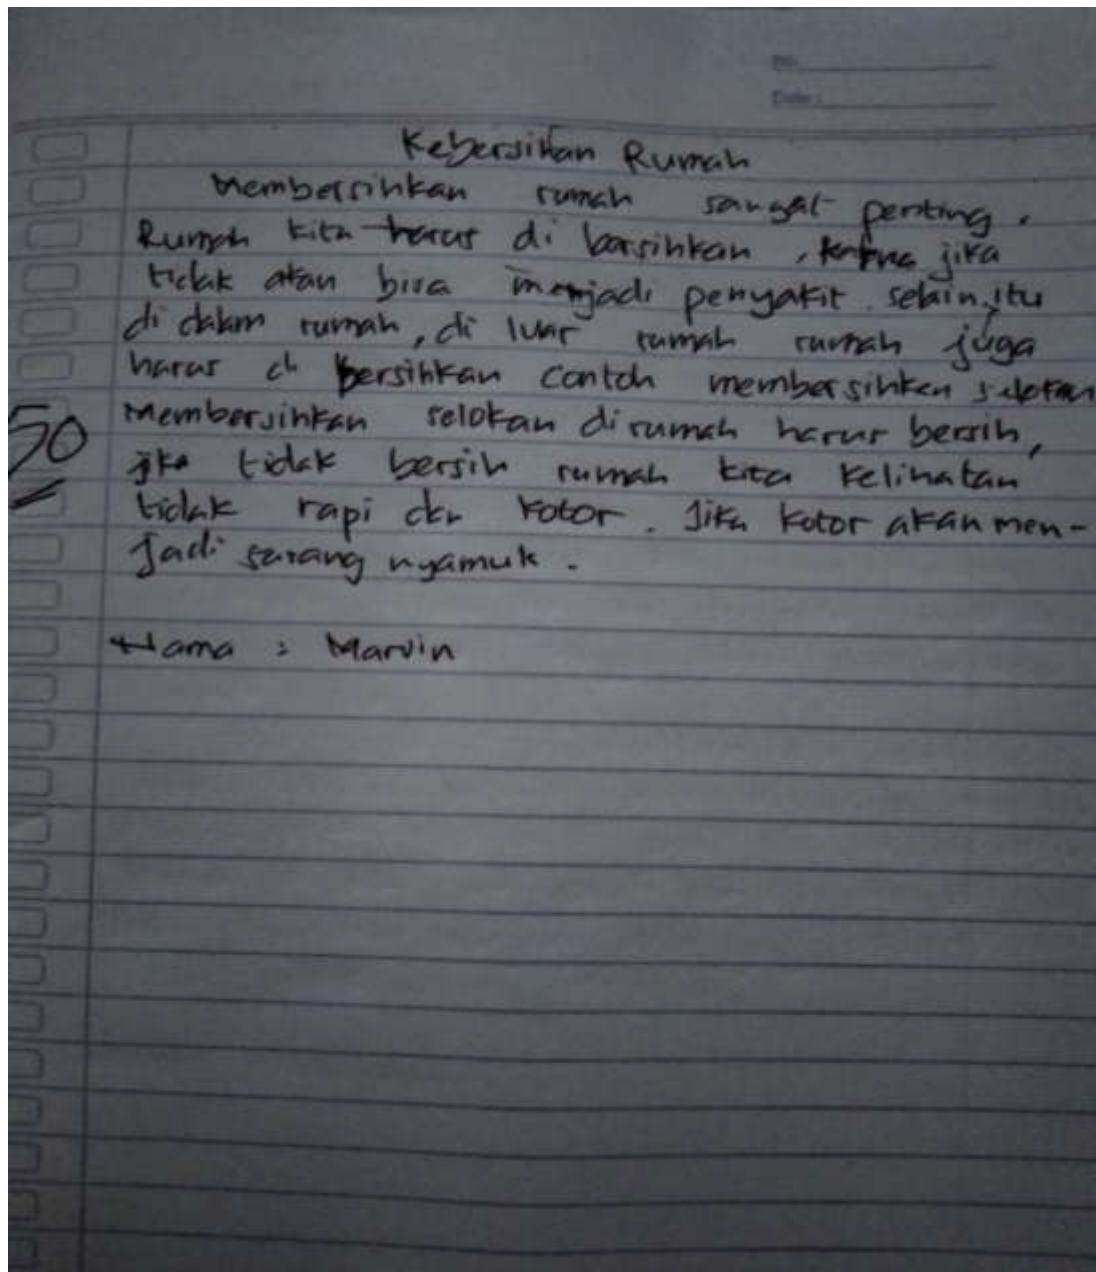 No.
Date :
Kebersihan Rumah
Membersihkan rumah sangat penting.
Rumah kita harus di barsihkan, karena jika
tidak akan bisa menjadi penyakit. selain itu
di dalam rumah, di luar rumah rumah juga
harus di bersihkan contoh membersihkan selokan
Membersihkan selokan dirumah harus bersih,
50
jika tidak bersih rumah kita kelihatan
tidak rapi dan kotor. Jika kotor akan men-
jadi sarang nyamuk.
Nama : Marvin